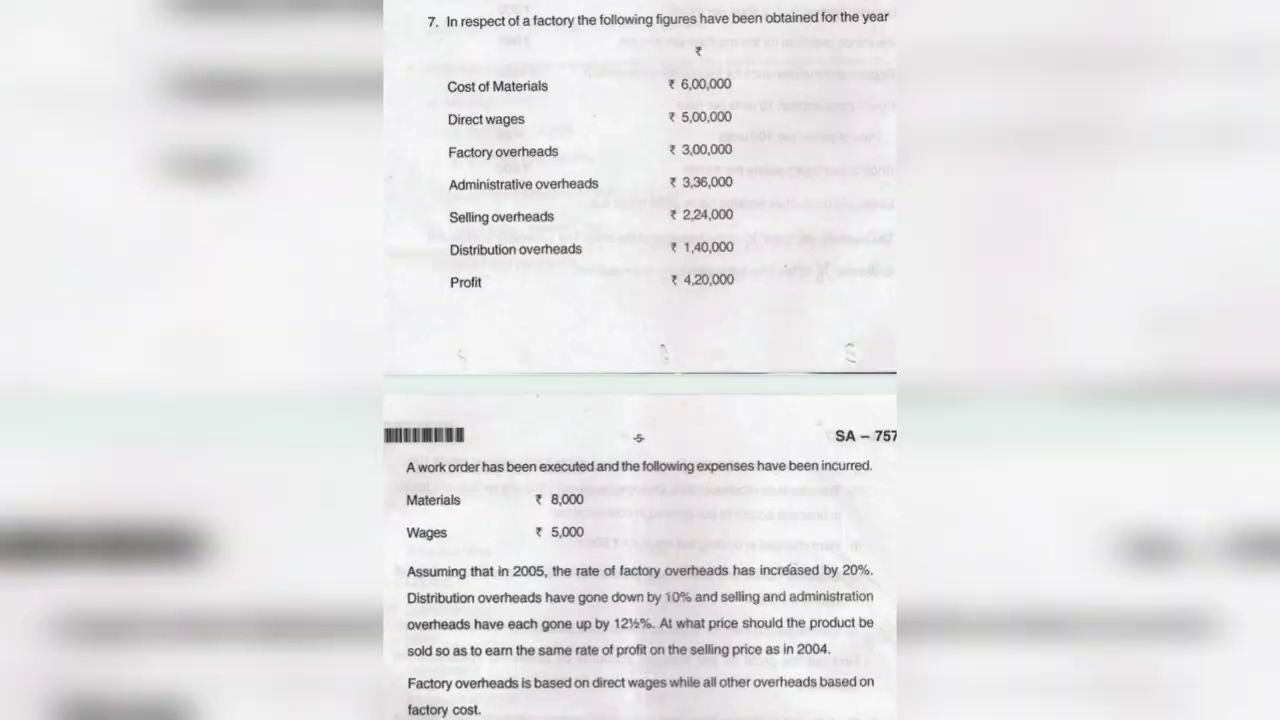 7. In respect of a factory the following figures have been obtained for the year
₹
Cost of Materials ₹ 6,00,000
Direct wages ₹ 5,00,000
Factory overheads ₹ 3,00,000
Administrative overheads ₹ 3,36,000
Selling overheads ₹ 2,24,000
Distribution overheads ₹ 1,40,000
Profit ₹ 4,20,000
-5- SA – 757
A work order has been executed and the following expenses have been incurred.
Materials ₹ 8,000
Wages ₹ 5,000
Assuming that in 2005, the rate of factory overheads has increased by 20%.
Distribution overheads have gone down by 10% and selling and administration
overheads have each gone up by 12½%. At what price should the product be
sold so as to earn the same rate of profit on the selling price as in 2004.
Factory overheads is based on direct wages while all other overheads based on
factory cost.